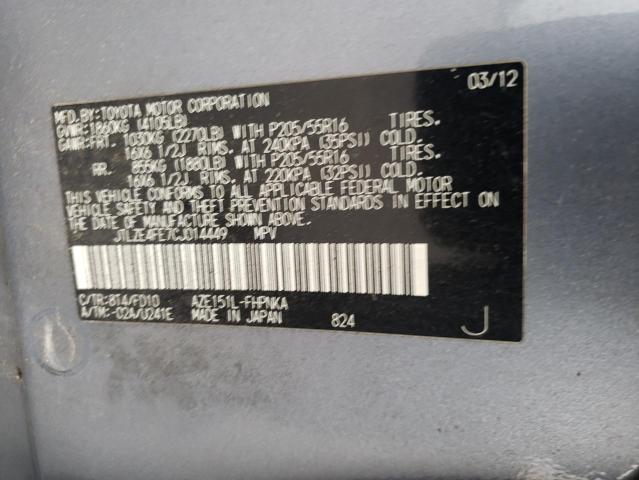 MFD. BY: TOYOTA MOTOR CORPORATION 03/12
GVWR: 1860KG (4105LB)
GAWR: FRT. 1030KG (2270LB) WITH P205/55R16 TIRES.
16X6 1/2J RIMS. AT 240KPA (35PSI) COLD.
RR. 855KG (1880LB) WITH P205/55R16 TIRES.
16X6 1/2J RIMS. AT 220KPA (32PSI) COLD.
THIS VEHICLE CONFORMS TO ALL APPLICABLE FEDERAL MOTOR
VEHICLE SAFETY AND THEFT PREVENTION STANDARDS IN EFFECT ON
THE DATE OF MANUFACTURE SHOWN ABOVE.
JTLZE4FE7CJ014449 MPV
C/TR: 8T4/FD10 AZE151L-FHPNKA
A/TM: -02A/U241E MADE IN JAPAN 824 J